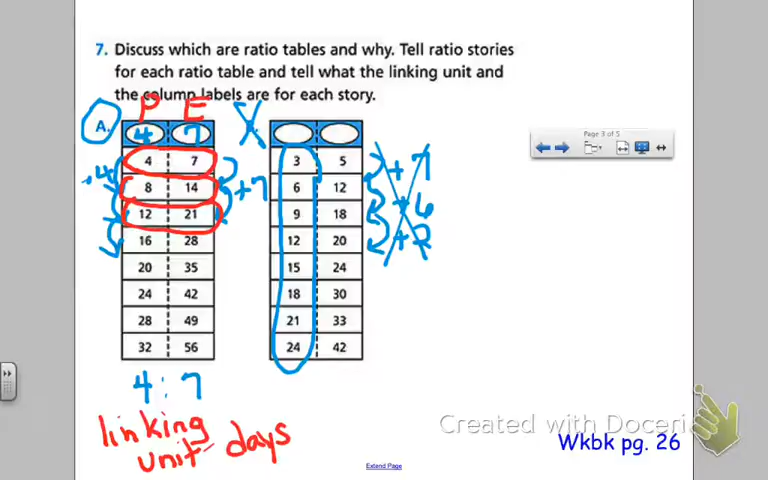 7. Discuss which are ratio tables and why. Tell ratio stories
for each ratio table and tell what the linking unit and
the column labels are for each story.
P E
A. 4 7
4 7 3 5
8 14 6 12
12 21 9 18
16 28 12 20
20 35 15 24
24 42 18 30
28 49 21 33
32 56 24 42
+4
+7
+7
+6
+2
4:7
linking
unit- days
Page 3 of 5
Created with Doceri
Wkbk pg. 26
Extend Page